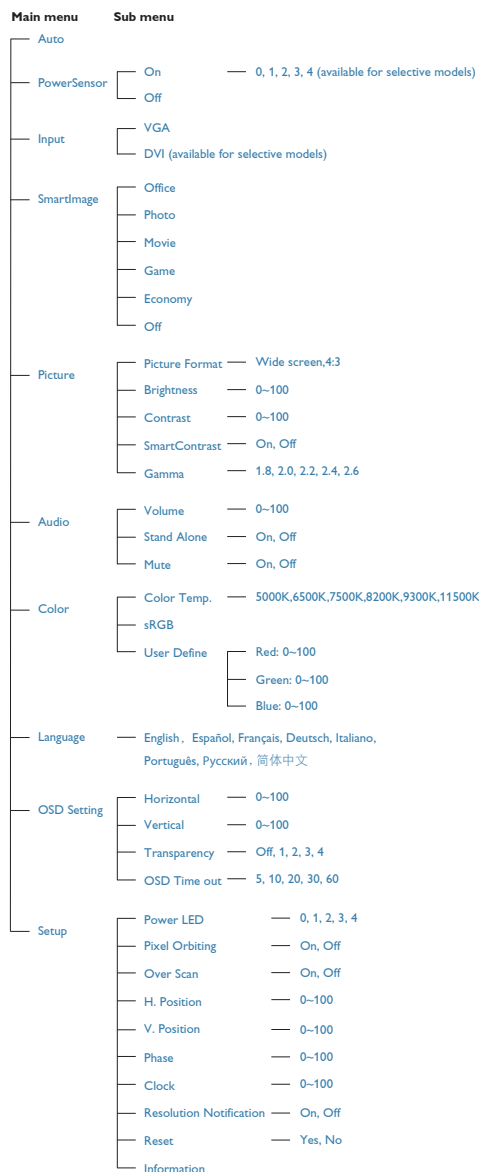 Main menu Sub menu
Auto
PowerSensor On 0, 1, 2, 3, 4 (available for selective models)
Off
Input VGA
DVI (available for selective models)
SmartImage Office
Photo
Movie
Game
Economy
Off
Picture Picture Format Wide screen,4:3
Brightness 0~100
Contrast 0~100
SmartContrast On, Off
Gamma 1.8, 2.0, 2.2, 2.4, 2.6
Audio Volume 0~100
Stand Alone On, Off
Mute On, Off
Color Color Temp. 5000K,6500K,7500K,8200K,9300K,11500K
sRGB
User Define Red: 0~100
Green: 0~100
Blue: 0~100
Language English, Español, Français, Deutsch, Italiano,
Português, Русский, 简体中文
OSD Setting Horizontal 0~100
Vertical 0~100
Transparency Off, 1, 2, 3, 4
OSD Time out 5, 10, 20, 30, 60
Setup Power LED 0, 1, 2, 3, 4
Pixel Orbiting On, Off
Over Scan On, Off
H. Position 0~100
V. Position 0~100
Phase 0~100
Clock 0~100
Resolution Notification On, Off
Reset Yes, No
Information